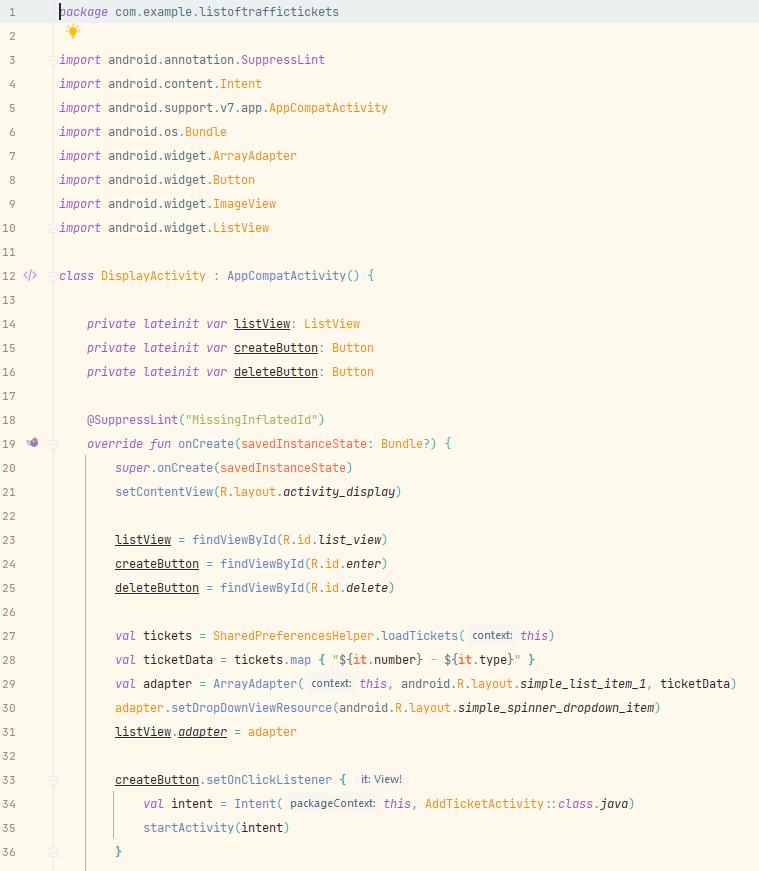 1 package com.example.listoftraffictickets
2
3 import android.annotation.SuppressLint
4 import android.content.Intent
5 import android.support.v7.app.AppCompatActivity
6 import android.os.Bundle
7 import android.widget.ArrayAdapter
8 import android.widget.Button
9 import android.widget.ImageView
10 import android.widget.ListView
11
12 class DisplayActivity : AppCompatActivity() {
13
14 private lateinit var listView: ListView
15 private lateinit var createButton: Button
16 private lateinit var deleteButton: Button
17
18 @SuppressLint("MissingInflatedId")
19 override fun onCreate(savedInstanceState: Bundle?) {
20 super.onCreate(savedInstanceState)
21 setContentView(R.layout.activity_display)
22
23 listView = findViewById(R.id.list_view)
24 createButton = findViewById(R.id.enter)
25 deleteButton = findViewById(R.id.delete)
26
27 val tickets = SharedPreferencesHelper.loadTickets( context: this)
28 val ticketData = tickets.map { "${it.number} - ${it.type}" }
29 val adapter = ArrayAdapter( context: this, android.R.layout.simple_list_item_1, ticketData)
30 adapter.setDropDownViewResource(android.R.layout.simple_spinner_dropdown_item)
31 listView.adapter = adapter
32
33 createButton.setOnClickListener { it: View!
34 val intent = Intent( packageContext: this, AddTicketActivity::class.java)
35 startActivity(intent)
36 }